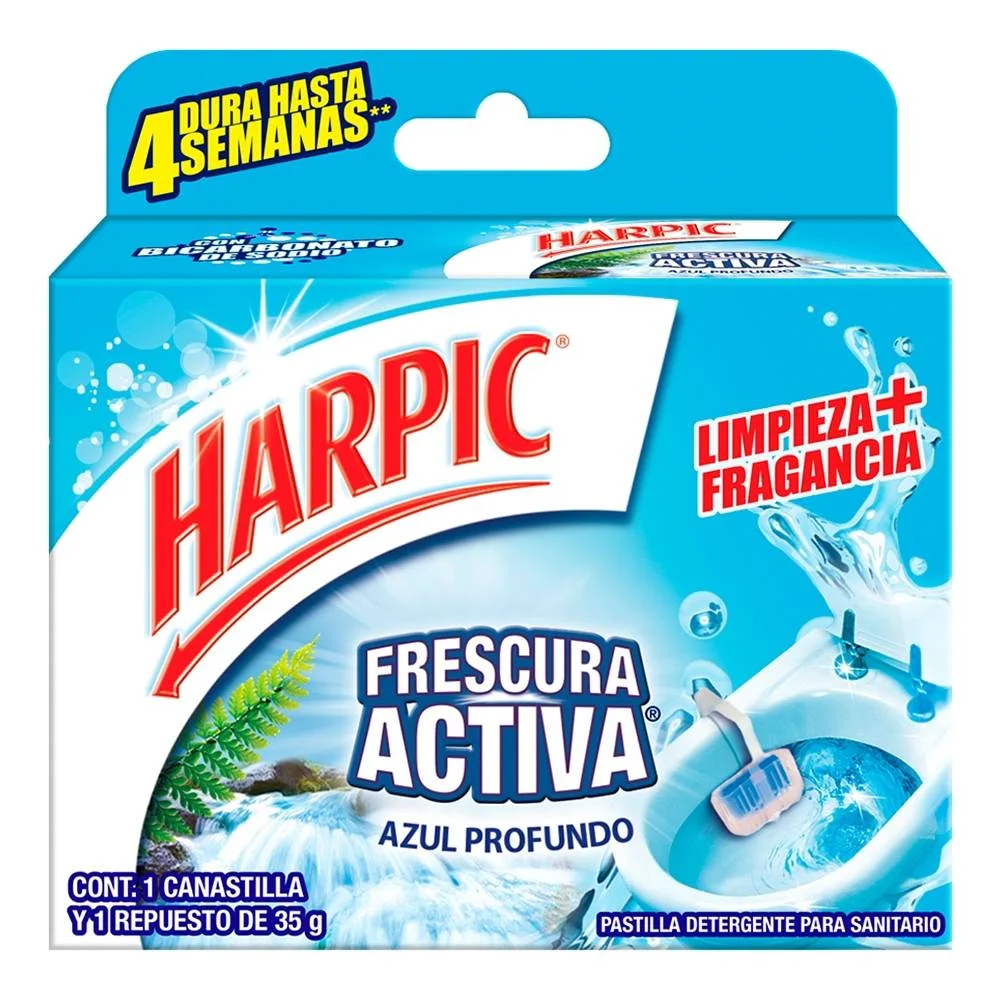 DURA HASTA
4 SEMANAS**
CON
BICARBONATO
DE SODIO
HARPIC
FRESCURA
ACTIVA
AZUL PROFUNDO
HARPIC®
LIMPIEZA+
FRAGANCIA
FRESCURA
ACTIVA®
AZUL PROFUNDO
CONT. 1 CANASTILLA
Y 1 REPUESTO DE 35 g
PASTILLA DETERGENTE PARA SANITARIO